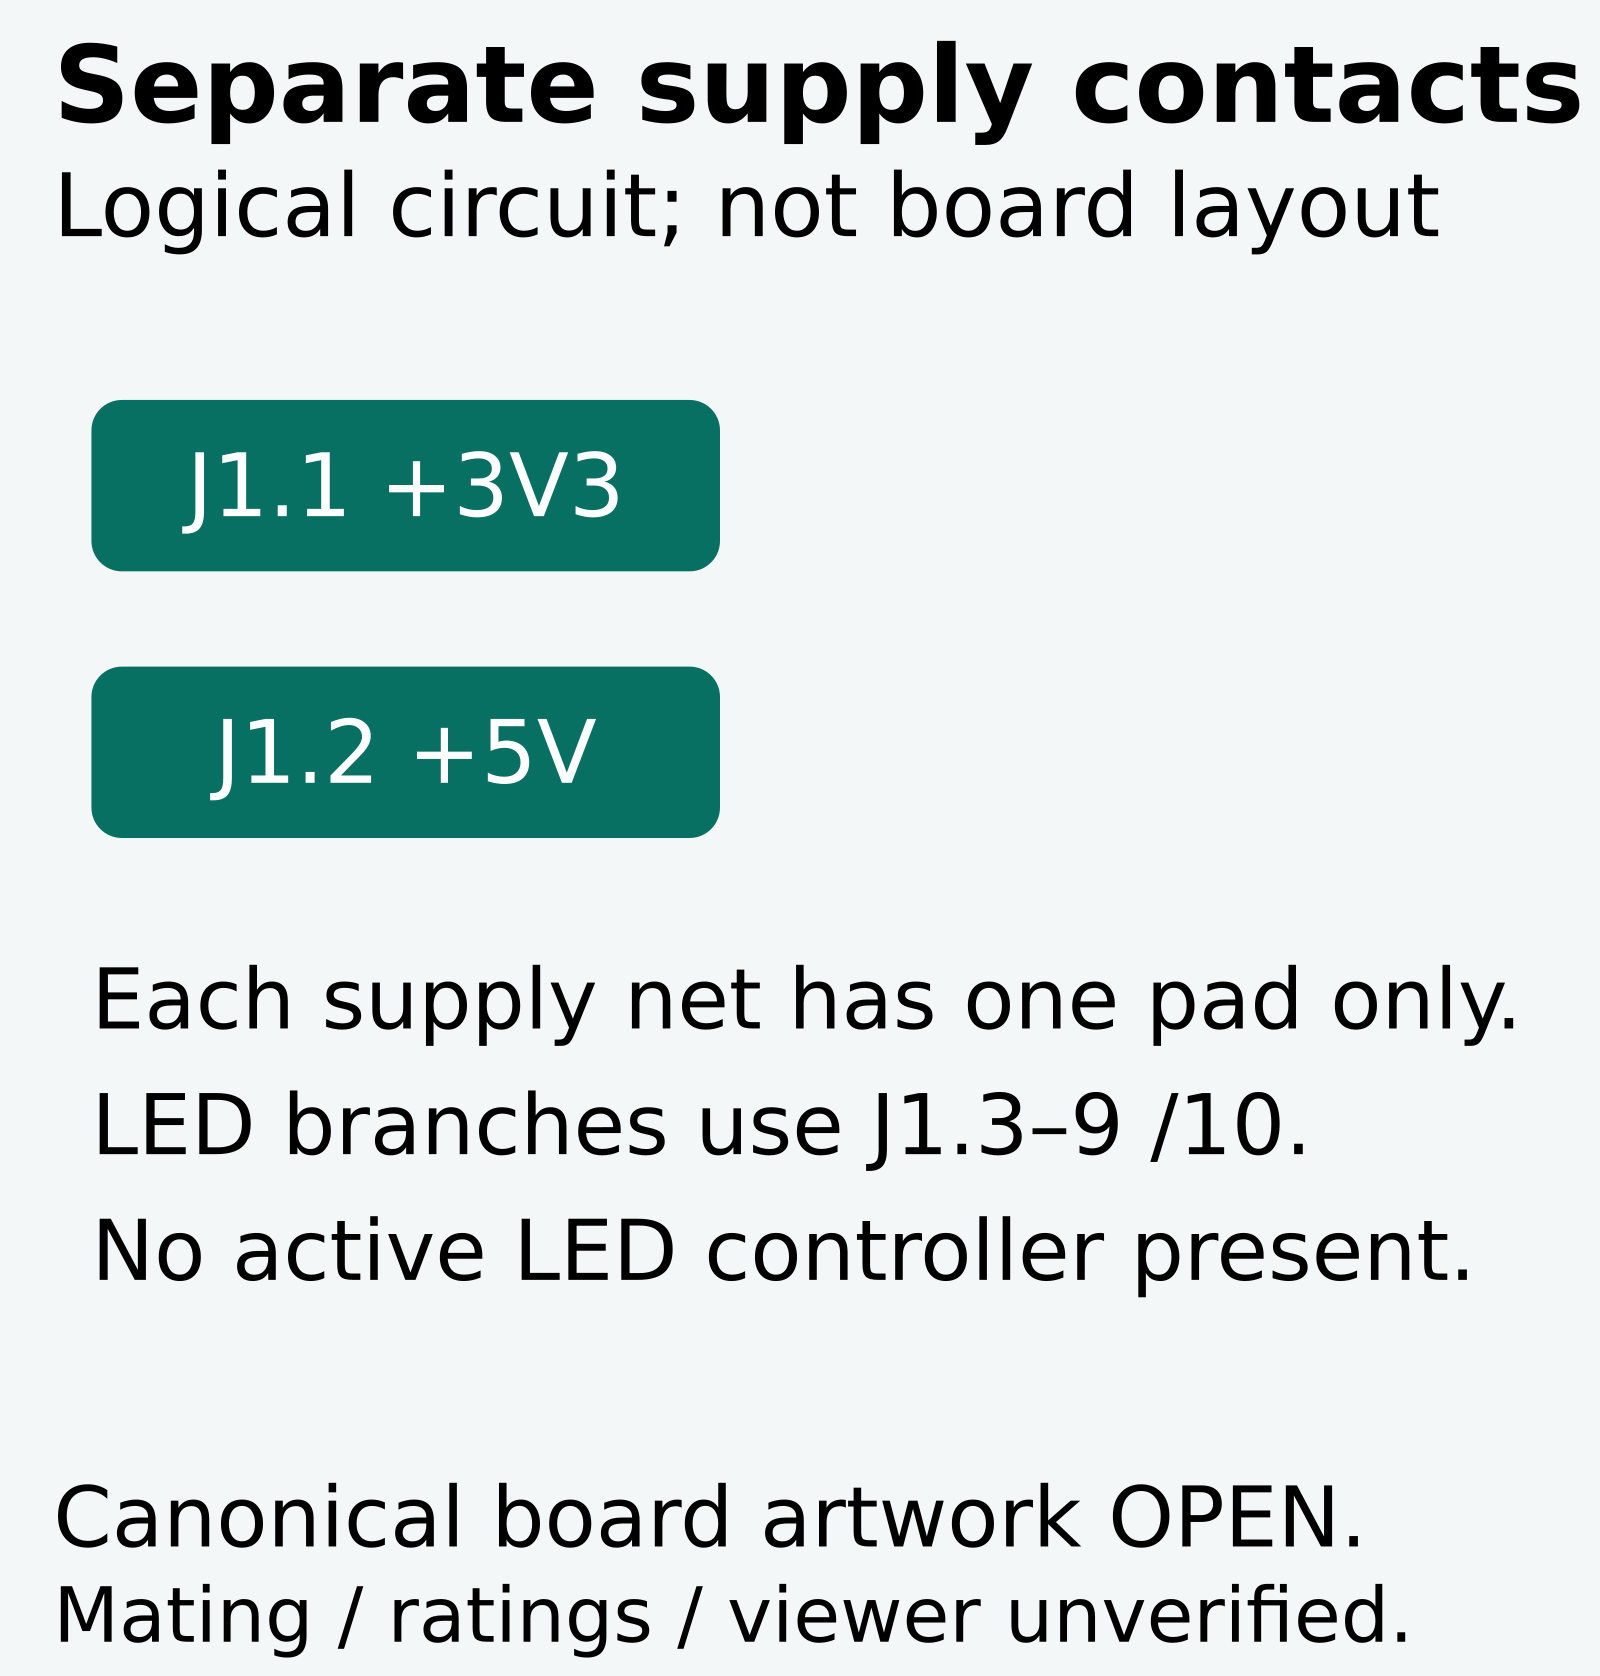 Separate supply contacts
Logical circuit; not board layout
J1.1 +3V3
J1.2 +5V
Each supply net has one pad only.
LED branches use J1.3–9 /10.
No active LED controller present.
Canonical board artwork OPEN.
Mating / ratings / viewer unverified.